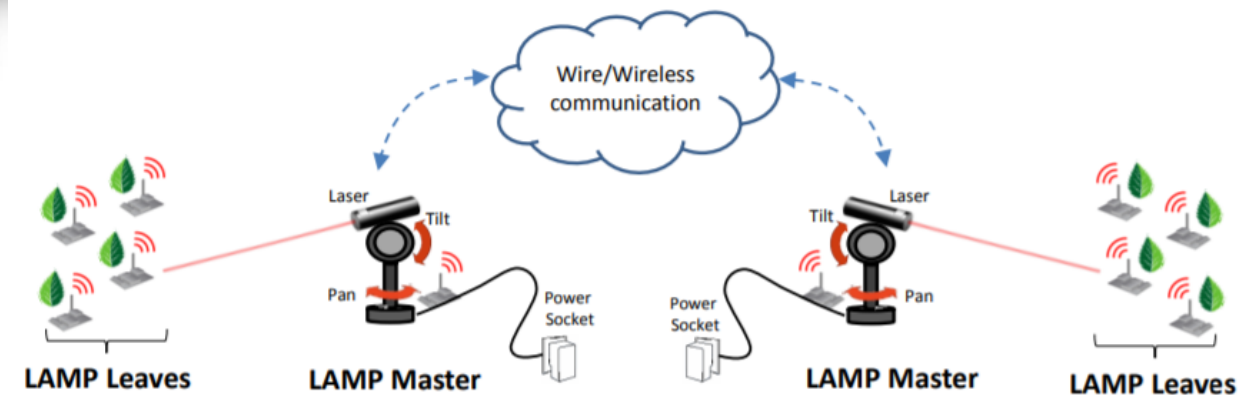 Wire/Wireless
communication
Laser
Tilt
Pan
Power
Socket
LAMP Leaves
LAMP Master
Laser
Tilt
Pan
Power
Socket
LAMP Master
LAMP Leaves